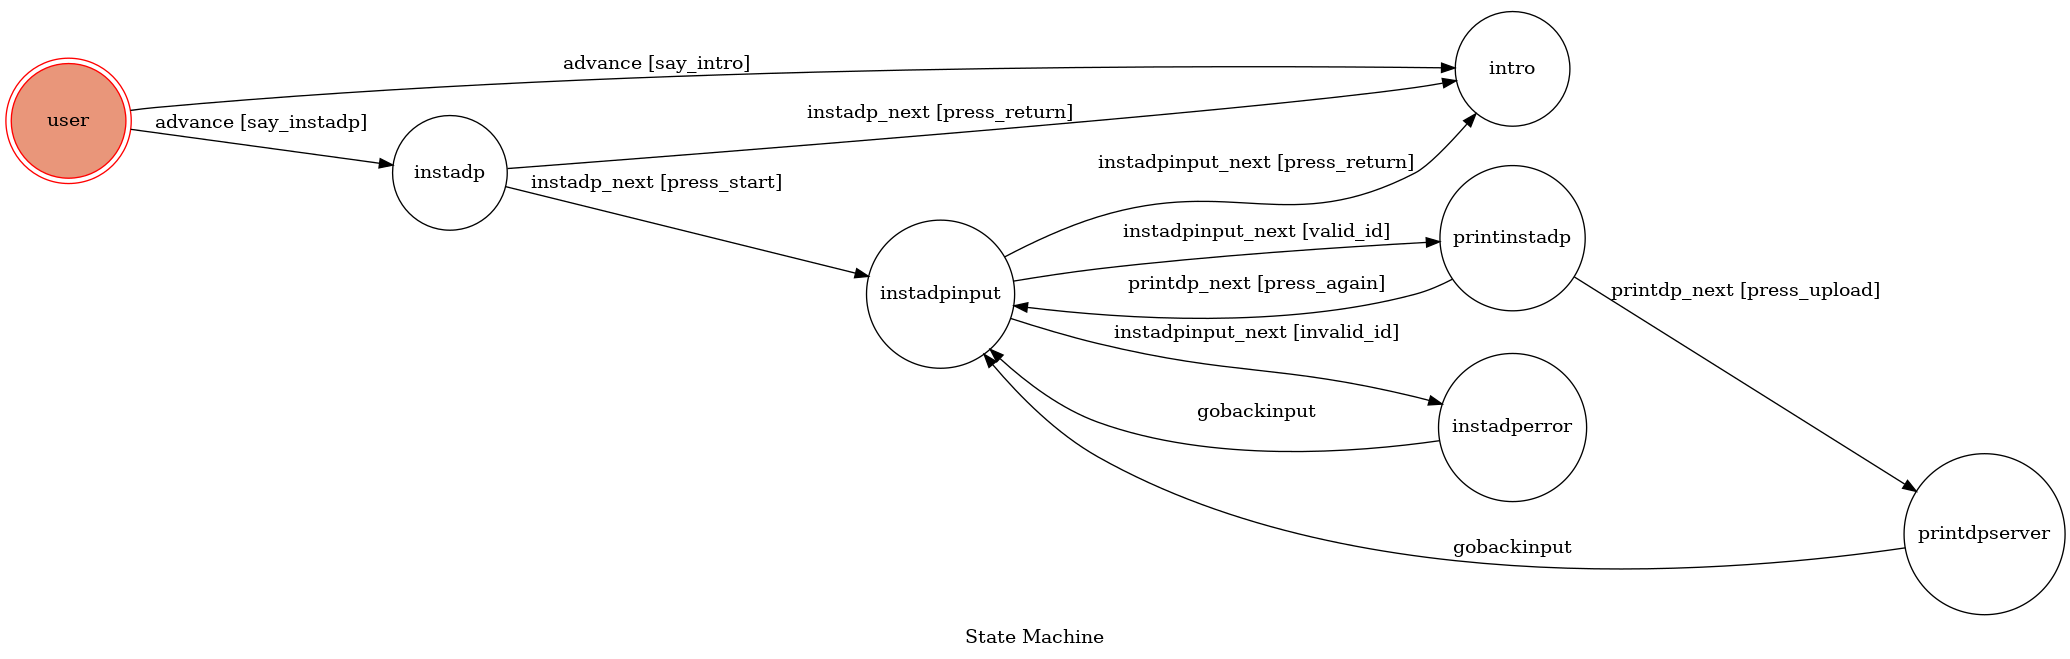 advance [say_intro]
intro
user
advance [say_instadp]
instadp_next [press_return]
instadp
instadp_next [press_start]
instadpinput_next [press_return]
instadpinput_next [valid_id]
printinstadp
printdp_next [press_again]
printdp_next [press_upload]
instadpinput
instadpinput_next [invalid_id]
gobackinput
instadperror
gobackinput
printdpserver
State Machine